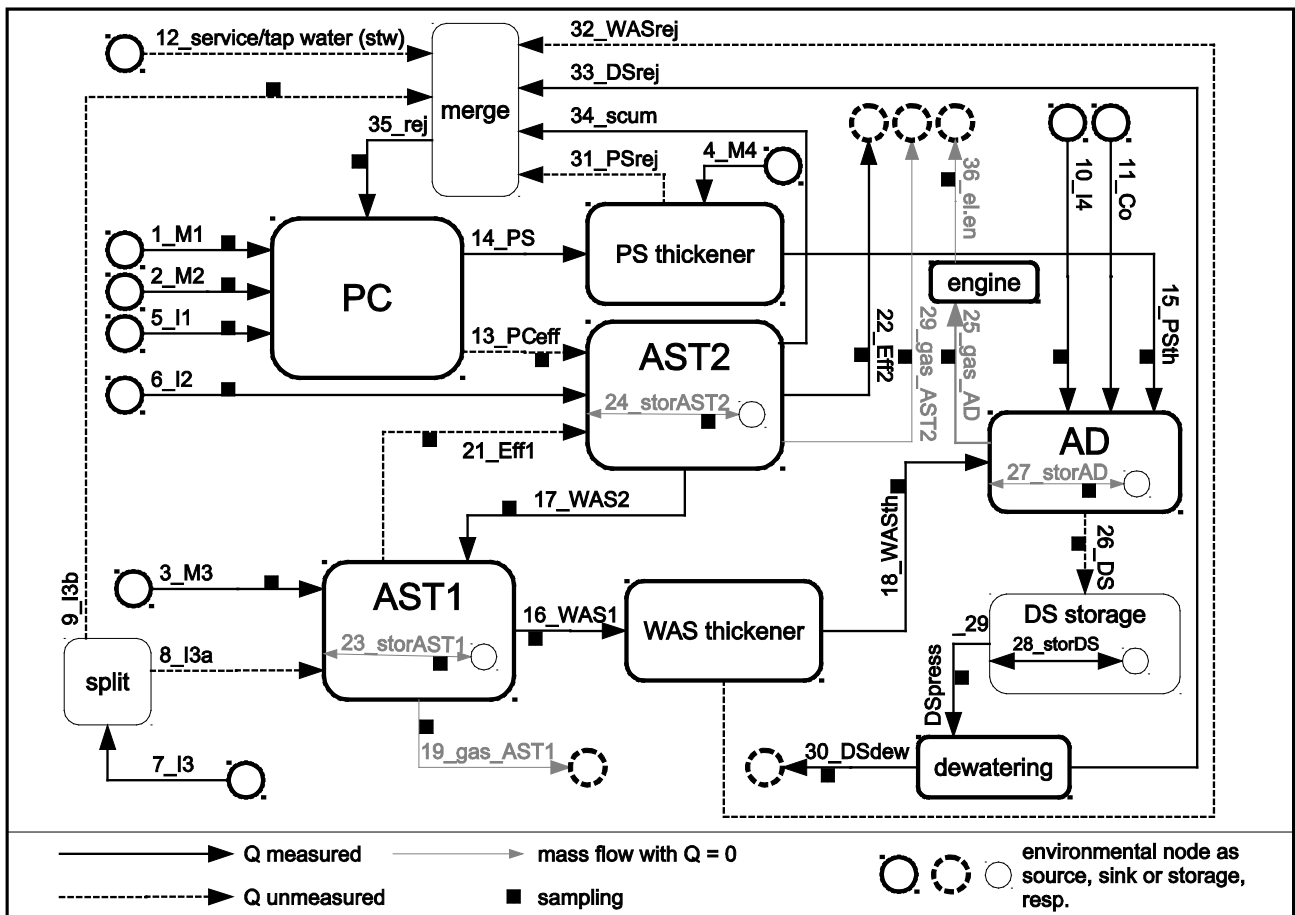 12_service/tap water (stw)
32_WASrej
33_DSrej
merge
34_scum
35_rej
31_PSrej
4_M4
36_el.en
10_I4
11_Co
1_M1
14_PS
PS thickener
2_M2
PC
engine
5_I1
15_PSth
13_PCeff
22_Eff2
29_gas_AST2
25_gas_AD
AST2
6_I2
24_storAST2
AD
21_Eff1
27_storAD
17_WAS2
18_WASth
26_DS
3_M3
AST1
9_I3b
16_WAS1
WAS thickener
DS storage
_29
DSpress
23_storAST1
28_storDS
8_I3a
split
19_gas_AST1
30_DSdew
dewatering
7_I3
Q measured
mass flow with Q = 0
environmental node as
source, sink or storage,
resp.
Q unmeasured
sampling